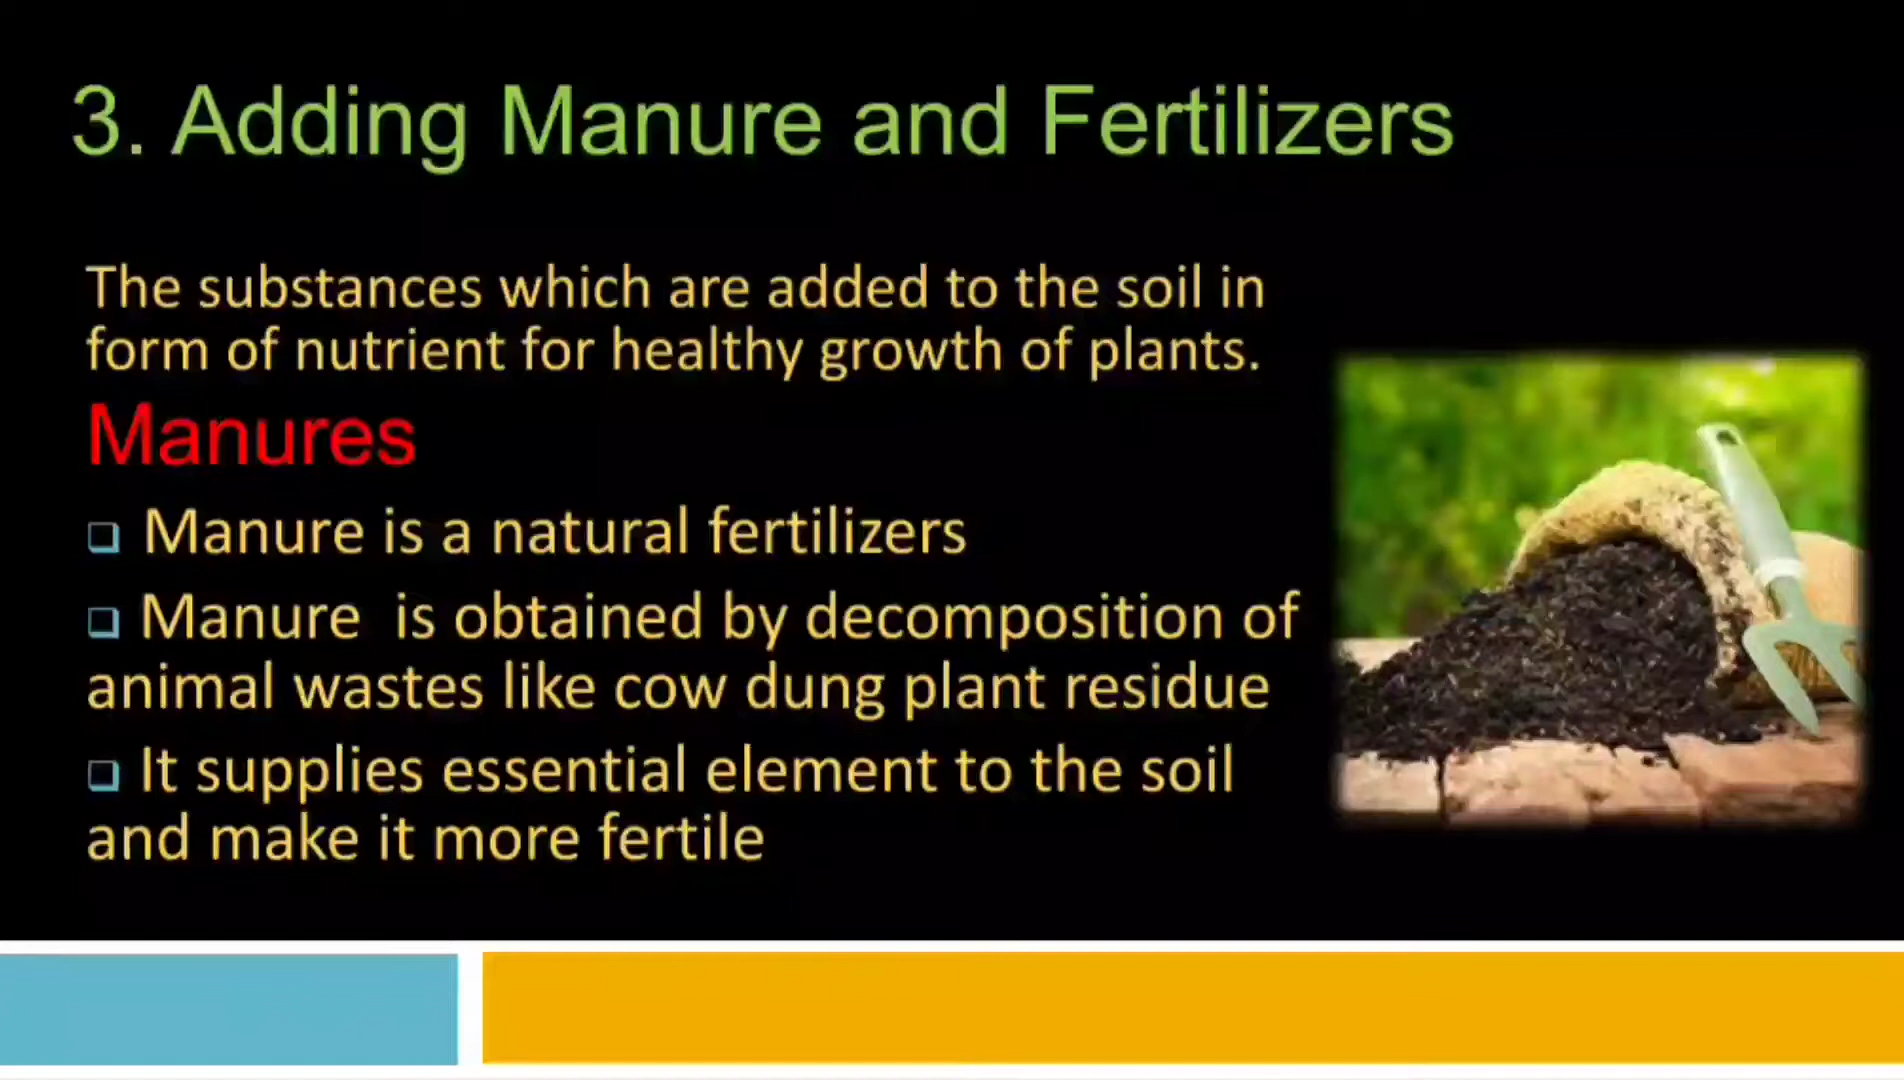 3. Adding Manure and Fertilizers
The substances which are added to the soil in
form of nutrient for healthy growth of plants.
Manures
❑ Manure is a natural fertilizers
❑ Manure  is obtained by decomposition of
animal wastes like cow dung plant residue
❑ It supplies essential element to the soil
and make it more fertile